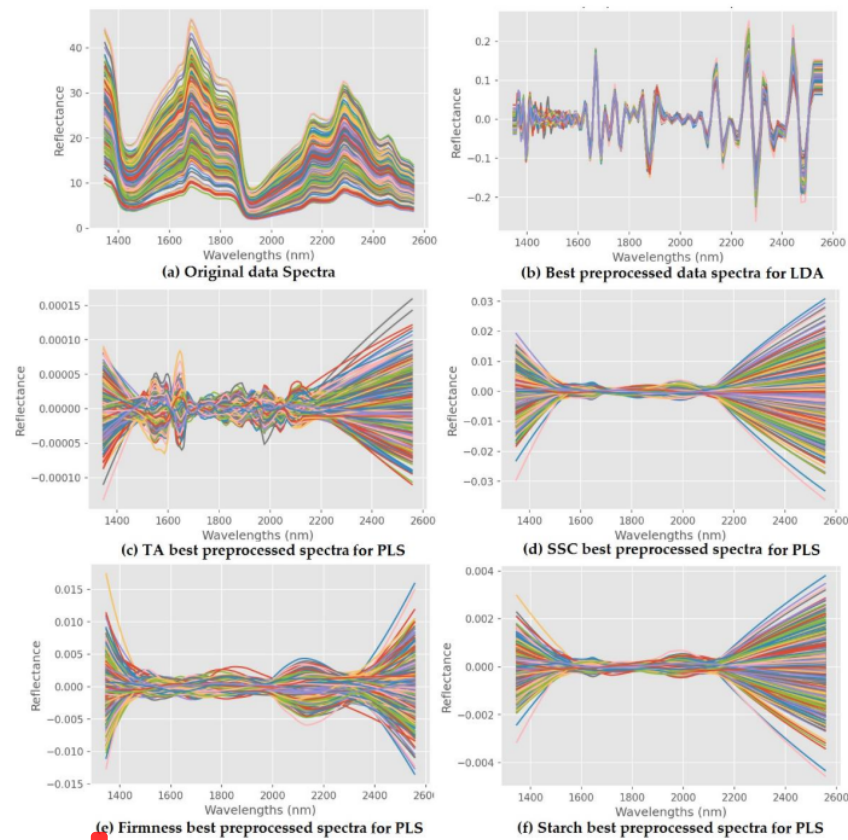 40
30
20
10
0
Reflectance
1400 1600 1800 2000 2200 2400 2600
Wavelengths (nm)
(a) Original data Spectra
0.2
0.1
0.0
−0.1
−0.2
Reflectance
1400 1600 1800 2000 2200 2400 2600
Wavelengths (nm)
(b) Best preprocessed data spectra for LDA
0.00015
0.00010
0.00005
0.00000
−0.00005
−0.00010
Reflectance
1400 1600 1800 2000 2200 2400 2600
Wavelengths (nm)
(c) TA best preprocessed spectra for PLS
0.03
0.02
0.01
0.00
−0.01
−0.02
−0.03
Reflectance
1400 1600 1800 2000 2200 2400 2600
Wavelengths (nm)
(d) SSC best preprocessed spectra for PLS
0.015
0.010
0.005
0.000
−0.005
−0.010
−0.015
Reflectance
1400 1600 1800 2000 2200 2400 2600
Wavelengths (nm)
(e) Firmness best preprocessed spectra for PLS
0.004
0.002
0.000
−0.002
−0.004
Reflectance
1400 1600 1800 2000 2200 2400 2600
Wavelengths (nm)
(f) Starch best preprocessed spectra for PLS